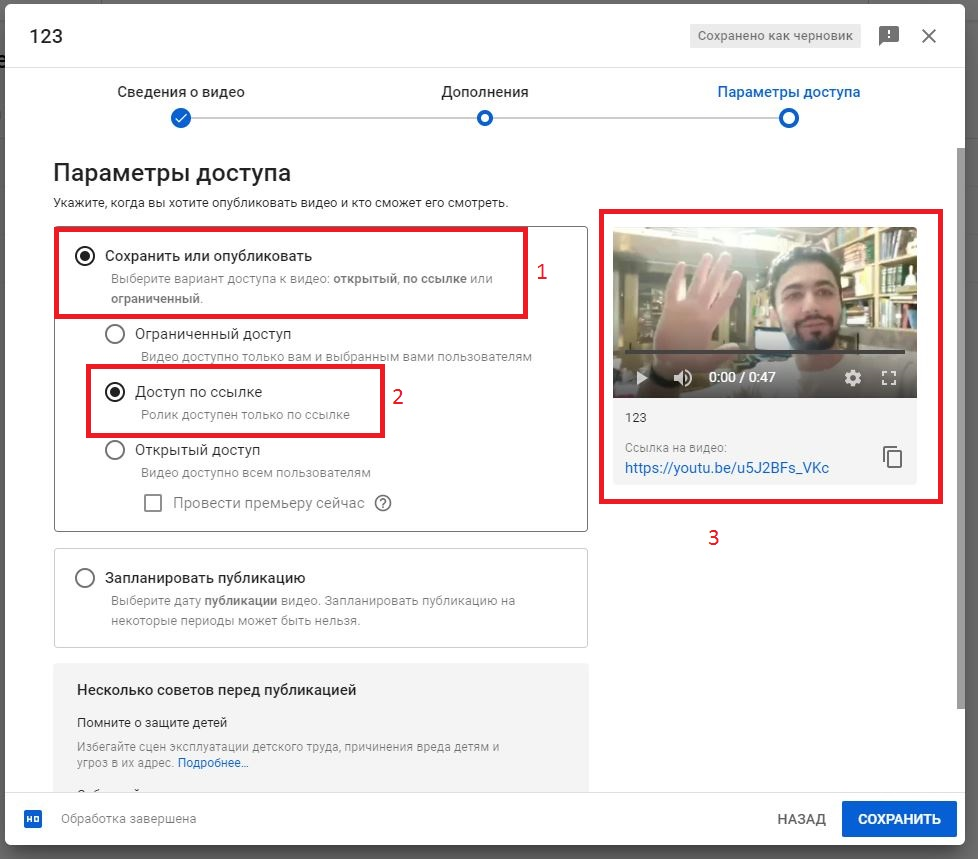 123
Сохранено как черновик
Сведения о видео
Дополнения
Параметры доступа
Параметры доступа
Укажите, когда вы хотите опубликовать видео и кто сможет его смотреть.
Сохранить или опубликовать
Выберите вариант доступа к видео: открытый, по ссылке или
ограниченный.
1
Ограниченный доступ
Видео доступно только вам и выбранным вами пользователям
Доступ по ссылке
Ролик доступен только по ссылке
2
Открытый доступ
Видео доступно всем пользователям
Провести премьеру сейчас
0:00 / 0:47
123
Ссылка на видео:
https://youtu.be/u5J2BFs_VKc
3
Запланировать публикацию
Выберите дату публикации видео. Запланировать публикацию на
некоторые периоды может быть нельзя.
Несколько советов перед публикацией
Помните о защите детей
Избегайте сцен эксплуатации детского труда, причинения вреда детям и
угроз в их адрес. Подробнее…
HD
Обработка завершена
НАЗАД
СОХРАНИТЬ